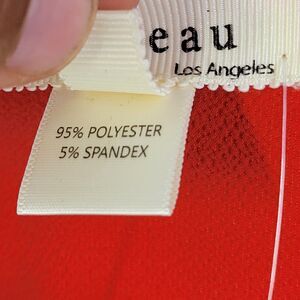 eau
Los Angeles
95% POLYESTER
5% SPANDEX